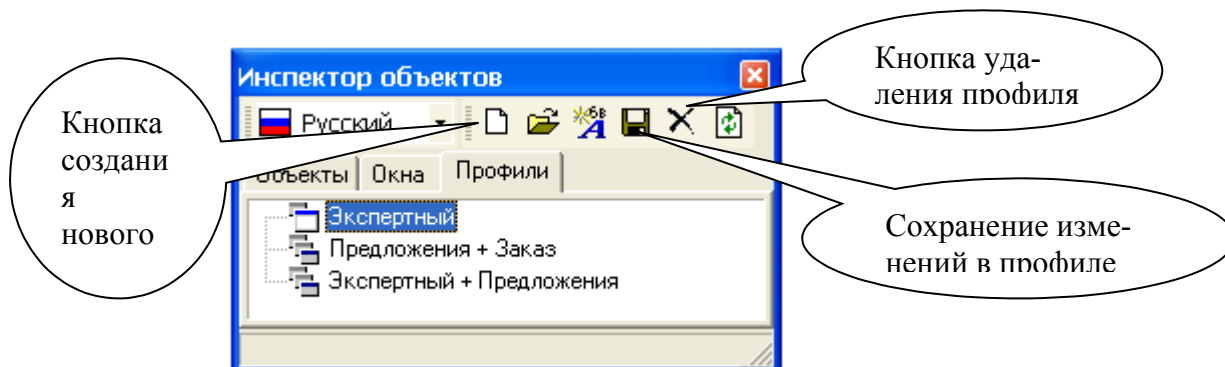 Кнопка
создани
я
нового
Инспектор объектов
Русский
Объекты
Окна
Профили
Экспертный
Предложения + Заказ
Экспертный + Предложения
Кнопка уда-
ления профиля
Сохранение изме-
нений в профиле